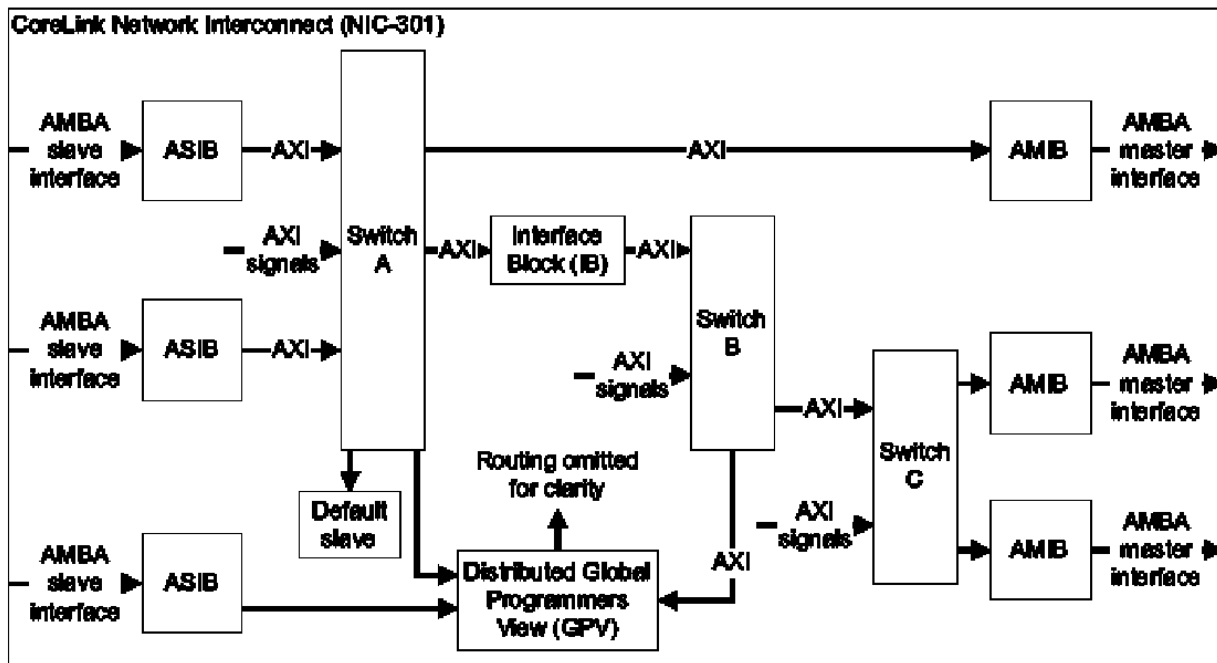 CoreLink Network Interconnect (NIC-301)
AMBA
slave
interface
ASIB
AXI
Switch
A
AXI
AMIB
AMBA
master
interface
AXI
signals
AXI
Interface
Block (IB)
AXI
Switch
B
AMBA
slave
interface
ASIB
AXI
AXI
signals
AXI
Switch
C
AMIB
AMBA
master
interface
Default
slave
Routing omitted
for clarity
AXI
AXI
signals
AMIB
AMBA
master
interface
AMBA
slave
interface
ASIB
Distributed Global
Programmers
View (GPV)